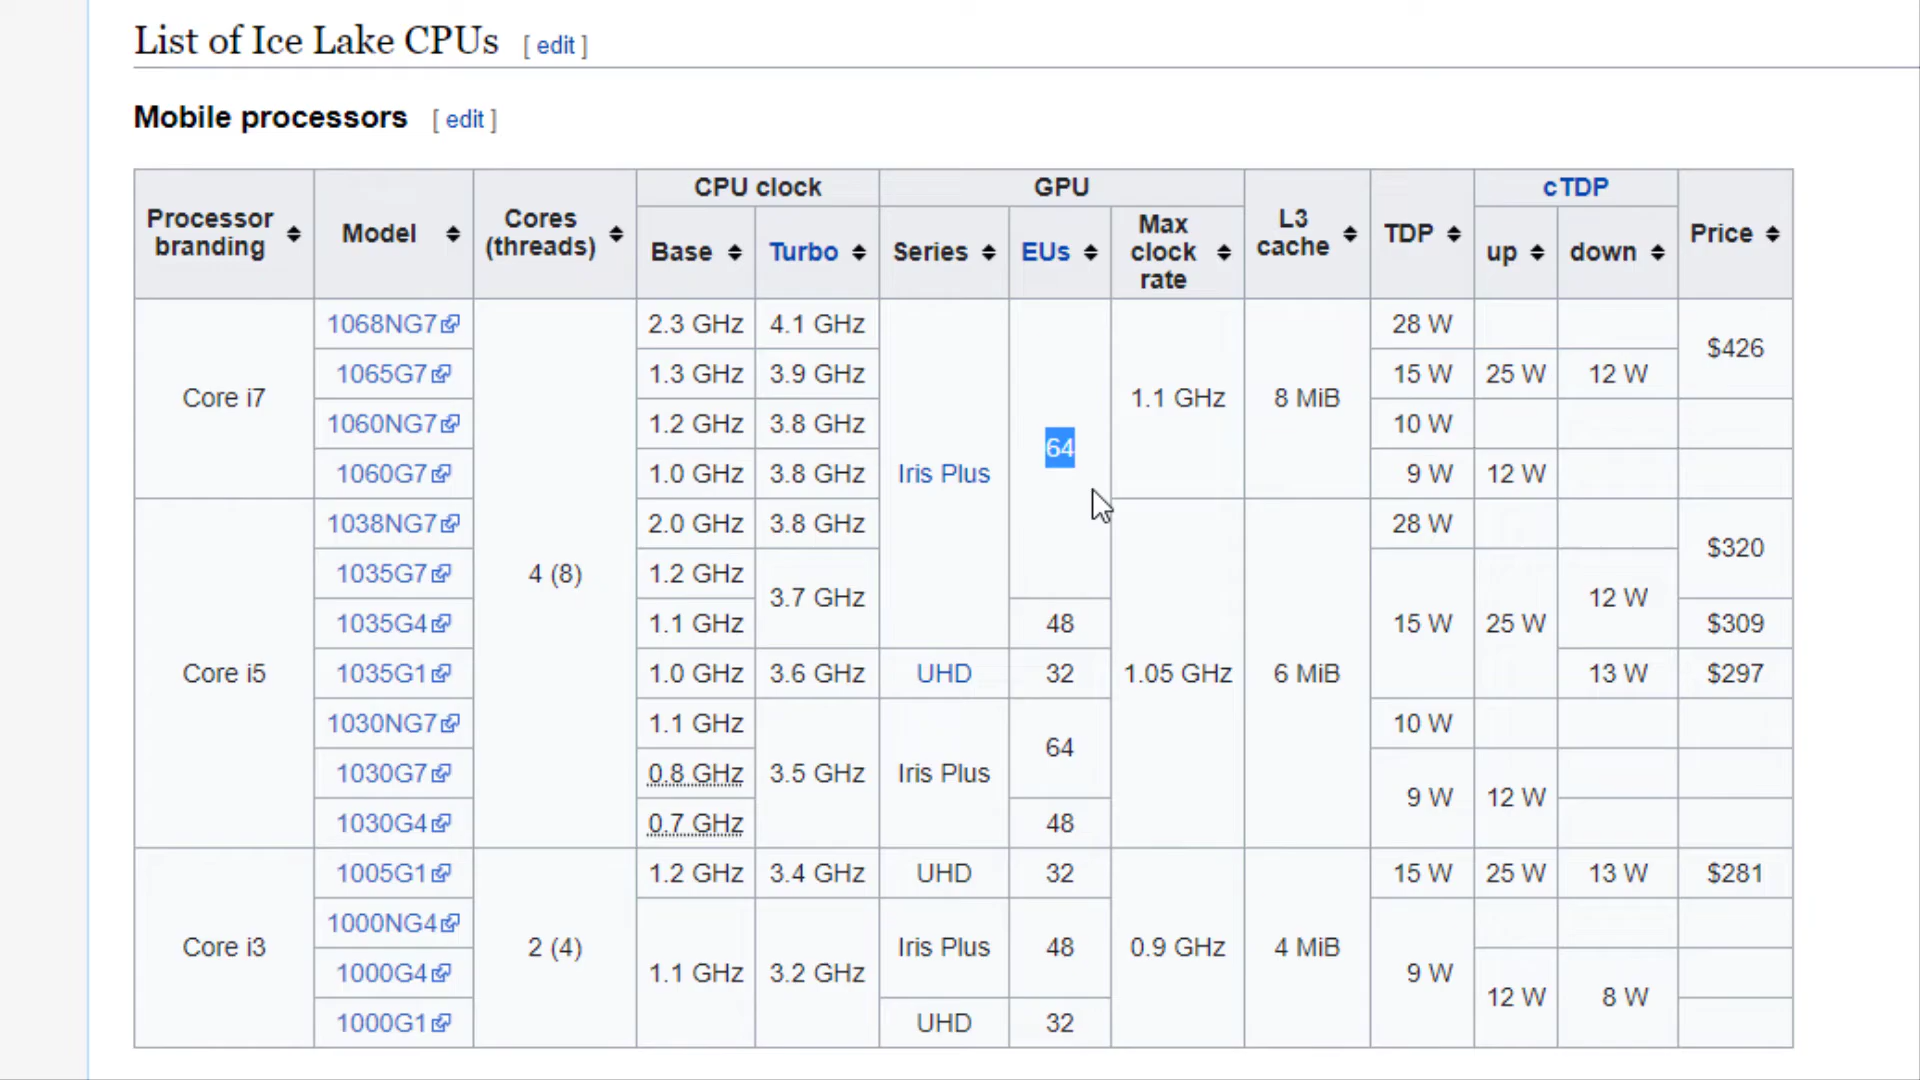 List of Ice Lake CPUs [ edit ]
Mobile processors [ edit ]
Processor branding Model Cores (threads) CPU clock GPU L3 cache TDP cTDP Price
Base Turbo Series EUs Max clock rate up down
Core i7 1068NG7 4 (8) 2.3 GHz 4.1 GHz Iris Plus 64 1.1 GHz 8 MiB 28 W $426
1065G7 1.3 GHz 3.9 GHz 15 W 25 W 12 W
1060NG7 1.2 GHz 3.8 GHz 10 W
1060G7 1.0 GHz 3.8 GHz 9 W 12 W
Core i5 1038NG7 2.0 GHz 3.8 GHz 1.05 GHz 6 MiB 28 W $320
1035G7 1.2 GHz 3.7 GHz 15 W 25 W 12 W
1035G4 1.1 GHz 48 $309
1035G1 1.0 GHz 3.6 GHz UHD 32 13 W $297
1030NG7 1.1 GHz 3.5 GHz Iris Plus 64 10 W
1030G7 0.8 GHz 9 W 12 W
1030G4 0.7 GHz 48
Core i3 1005G1 2 (4) 1.2 GHz 3.4 GHz UHD 32 0.9 GHz 4 MiB 15 W 25 W 13 W $281
1000NG4 1.1 GHz 3.2 GHz Iris Plus 48 9 W
1000G4 12 W 8 W
1000G1 UHD 32